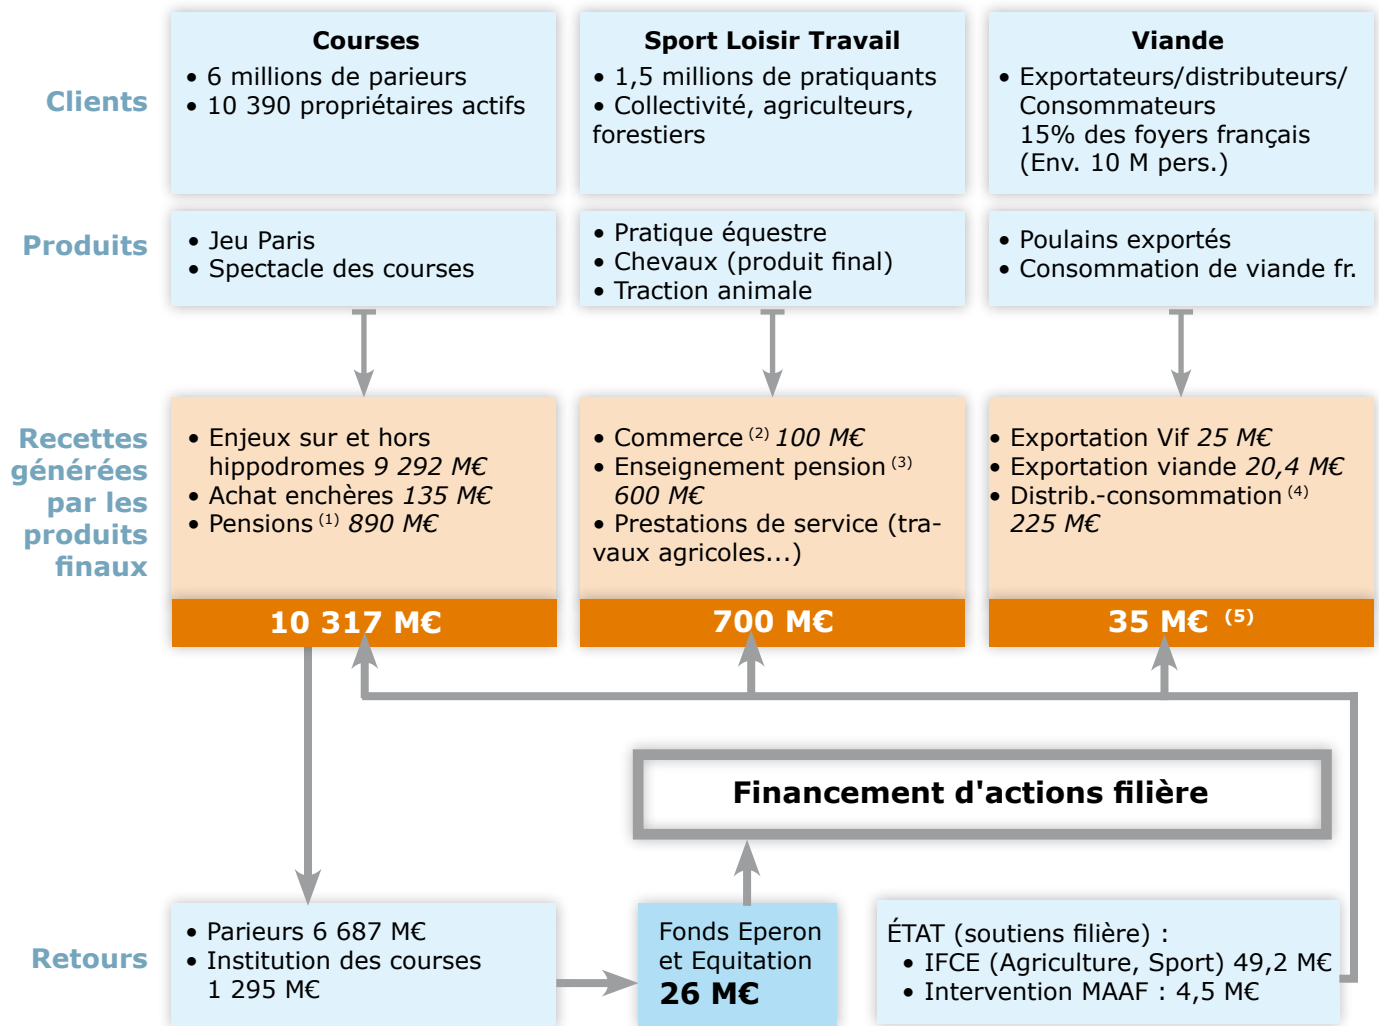 Clients
Courses
• 6 millions de parieurs
• 10 390 propriétaires actifs
Sport Loisir Travail
• 1,5 millions de pratiquants
• Collectivité, agriculteurs,
forestiers
Viande
• Exportateurs/distributeurs/
Consommateurs
15% des foyers français
(Env. 10 M pers.)
Produits
• Jeu Paris
• Spectacle des courses
• Pratique équestre
• Chevaux (produit final)
• Traction animale
• Poulains exportés
• Consommation de viande fr.
Recettes
générées
par les
produits
finaux
• Enjeux sur et hors
hippodromes 9 292 M€
• Achat enchères 135 M€
• Pensions (1) 890 M€
10 317 M€
• Commerce (2) 100 M€
• Enseignement pension (3)
600 M€
• Prestations de service (tra-
vaux agricoles...)
700 M€
• Exportation Vif 25 M€
• Exportation viande 20,4 M€
• Distrib.-consommation (4)
225 M€
35 M€ (5)
Financement d'actions filière
Retours
• Parieurs 6 687 M€
• Institution des courses
1 295 M€
Fonds Eperon
et Equitation
26 M€
ÉTAT (soutiens filière) :
• IFCE (Agriculture, Sport) 49,2 M€
• Intervention MAAF : 4,5 M€